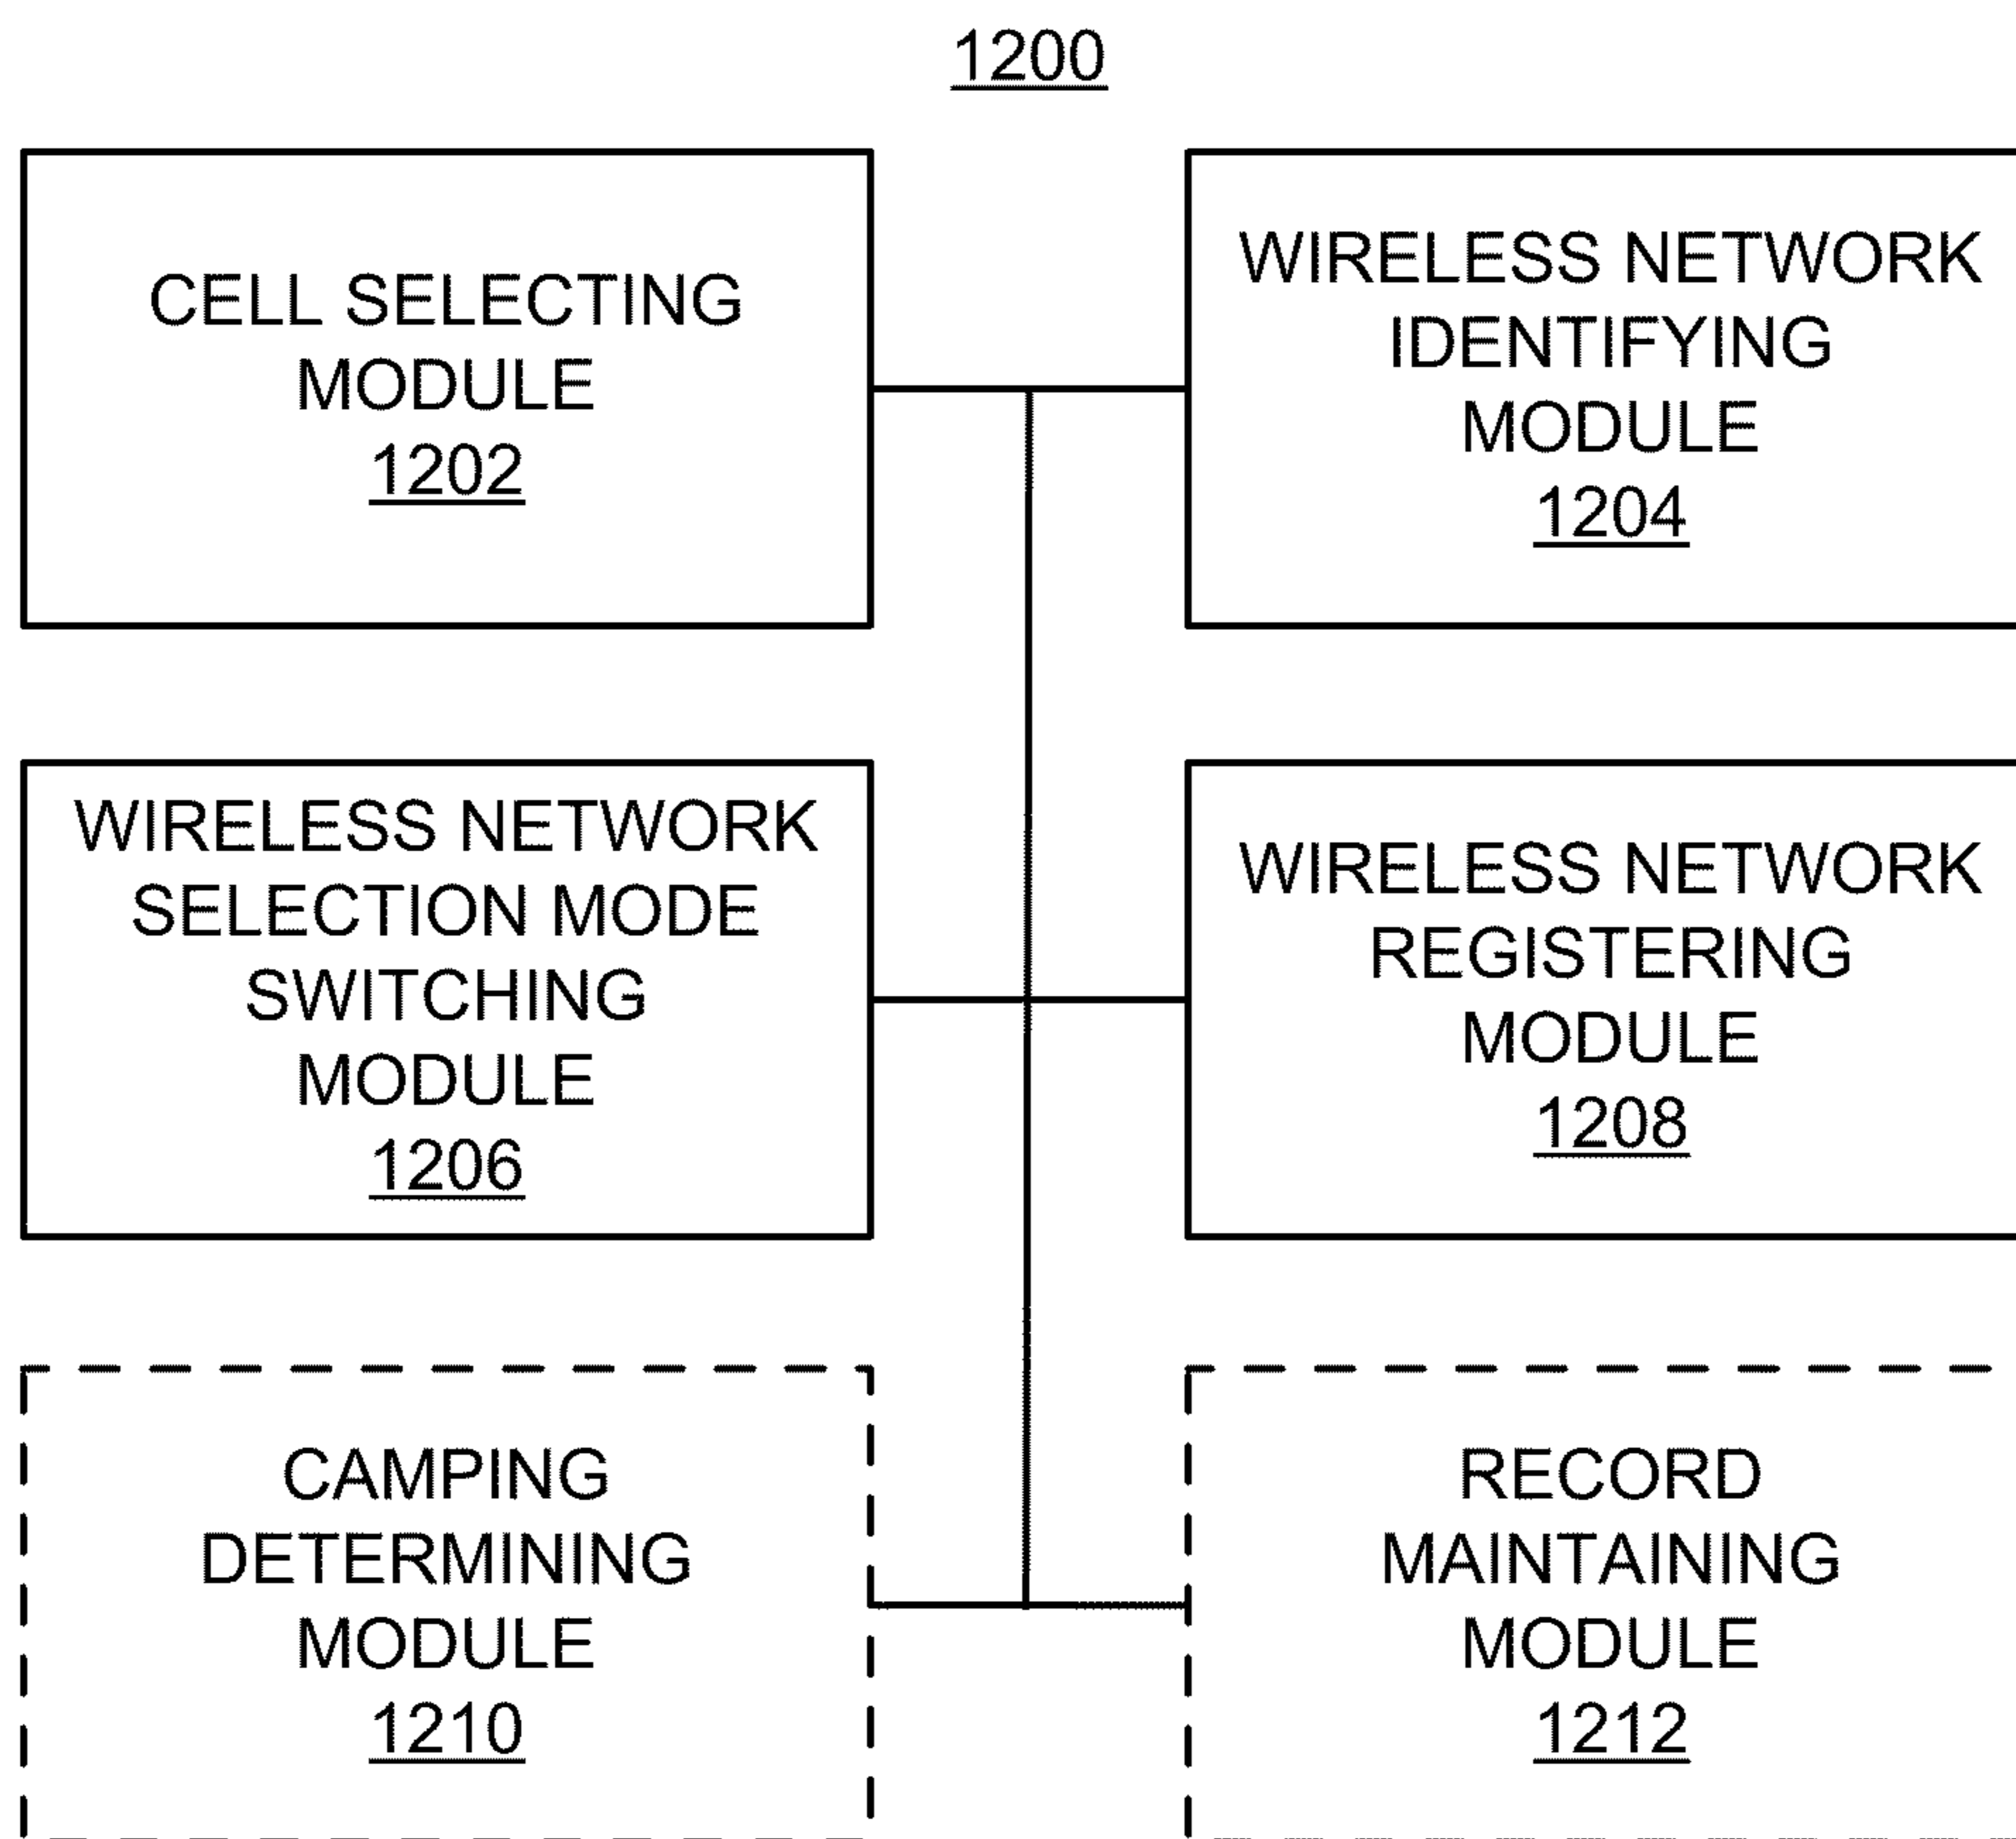 1200
CELL SELECTING
MODULE
1202
WIRELESS NETWORK
IDENTIFYING
MODULE
1204
WIRELESS NETWORK
SELECTION MODE
SWITCHING
MODULE
1206
WIRELESS NETWORK
REGISTERING
MODULE
1208
CAMPING
DETERMINING
MODULE
1210
RECORD
MAINTAINING
MODULE
1212